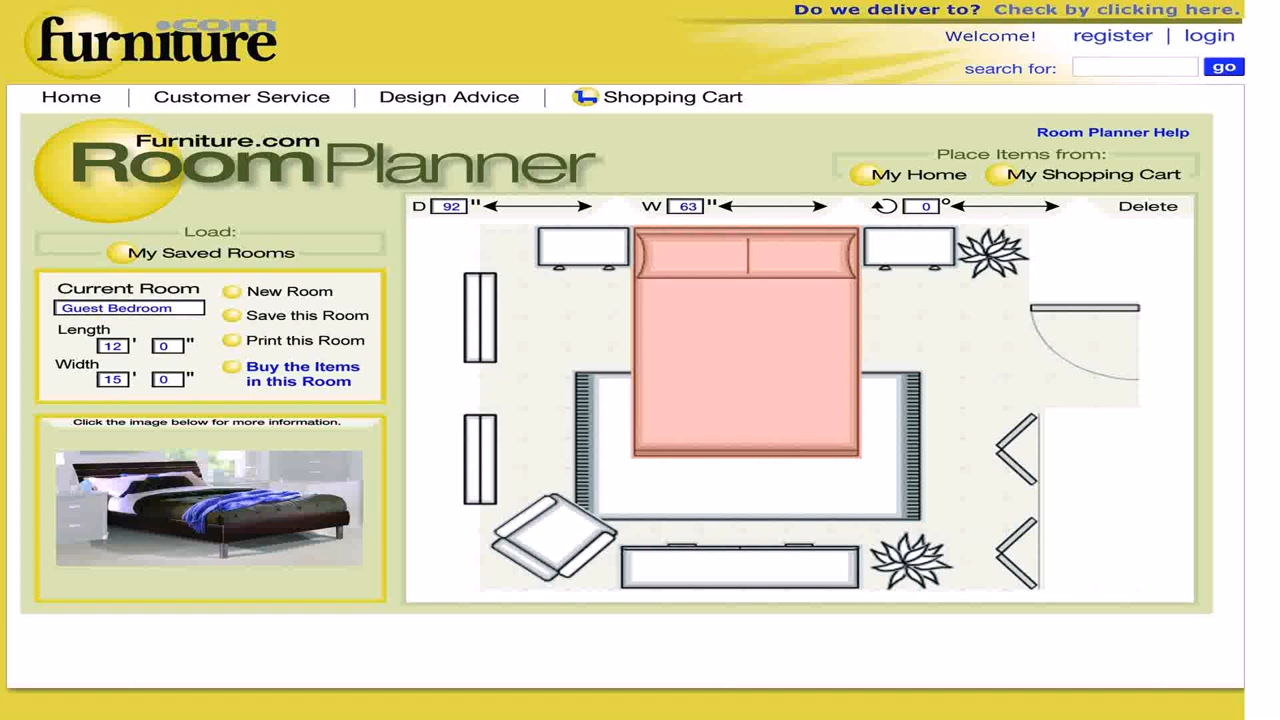 Do we deliver to? Check by clicking here.
.com
furniture
Welcome! register | login
search for: go
Home | Customer Service | Design Advice | Shopping Cart
Furniture.com
RoomPlanner
Room Planner Help
Place Items from:
My Home My Shopping Cart
D 92" W 63" 0° Delete
Load:
My Saved Rooms
Current Room
Guest Bedroom
Length
12 ' 0 "
Width
15 ' 0 "
New Room
Save this Room
Print this Room
Buy the Items
in this Room
Click the image below for more information.